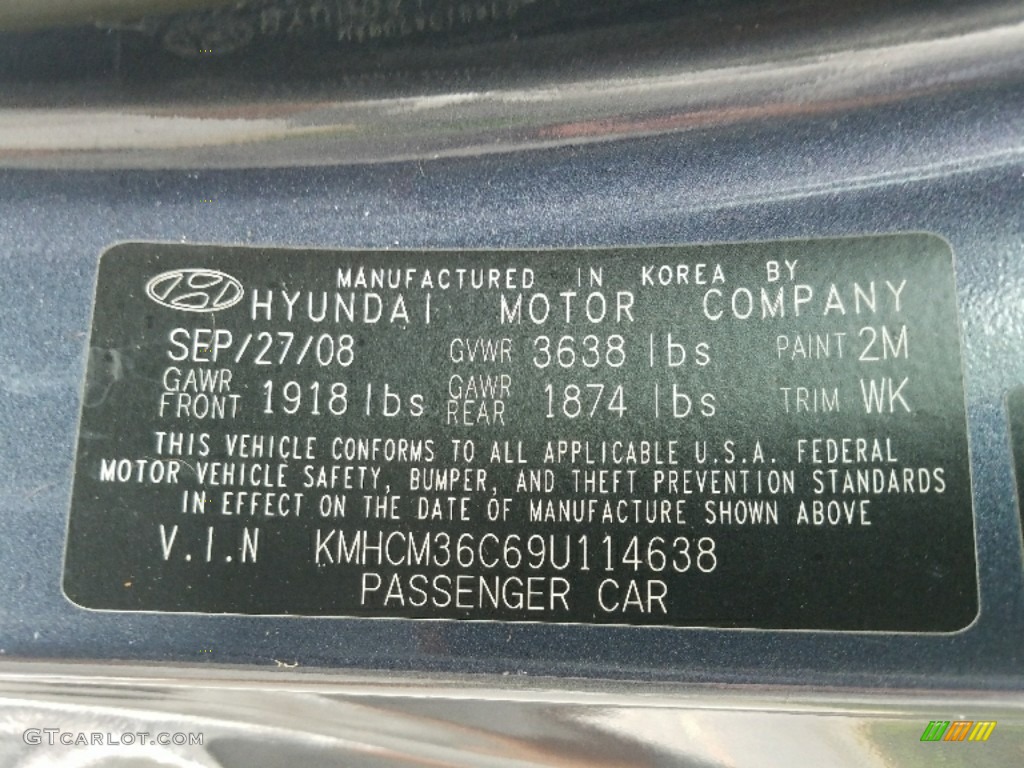 MANUFACTURED IN KOREA BY
HYUNDAI MOTOR COMPANY
SEP/27/08 GVWR 3638 lbs PAINT 2M
GAWR FRONT 1918 lbs GAWR REAR 1874 lbs TRIM WK
THIS VEHICLE CONFORMS TO ALL APPLICABLE U.S.A. FEDERAL
MOTOR VEHICLE SAFETY, BUMPER, AND THEFT PREVENTION STANDARDS
IN EFFECT ON THE DATE OF MANUFACTURE SHOWN ABOVE
V.I.N KMHCM36C69U114638
PASSENGER CAR
GTCARLOT.COM